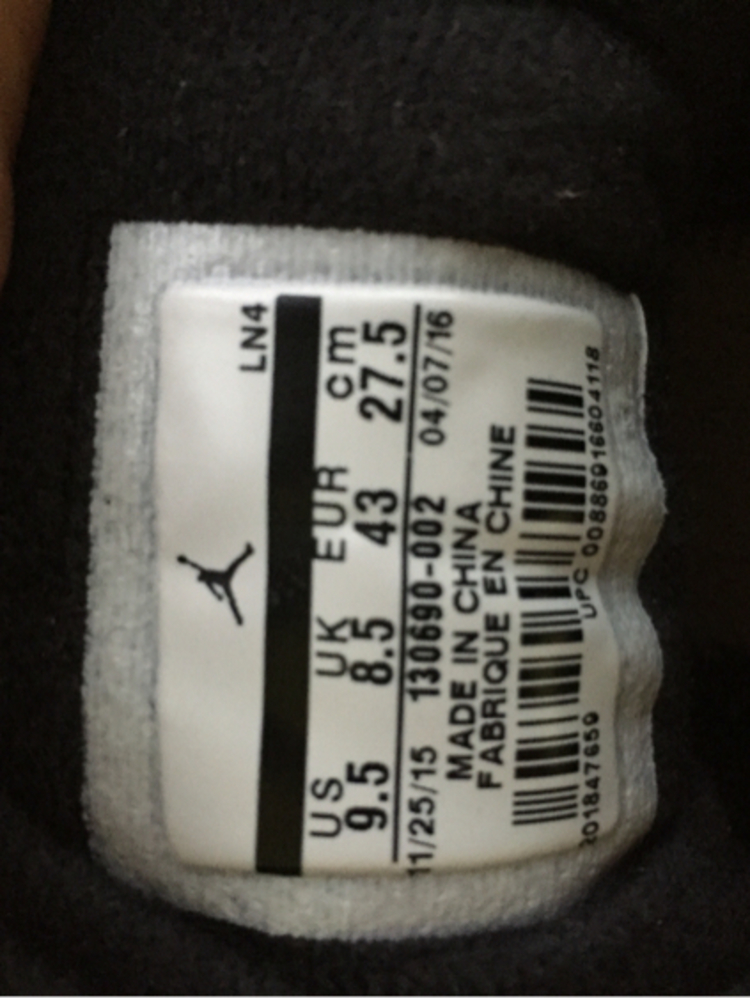 LN4
US UK EUR cm
9.5 8.5 43 27.5
11/25/15 130690-002 04/07/16
MADE IN CHINA
FABRIQUE EN CHINE
UPC 00886916604118